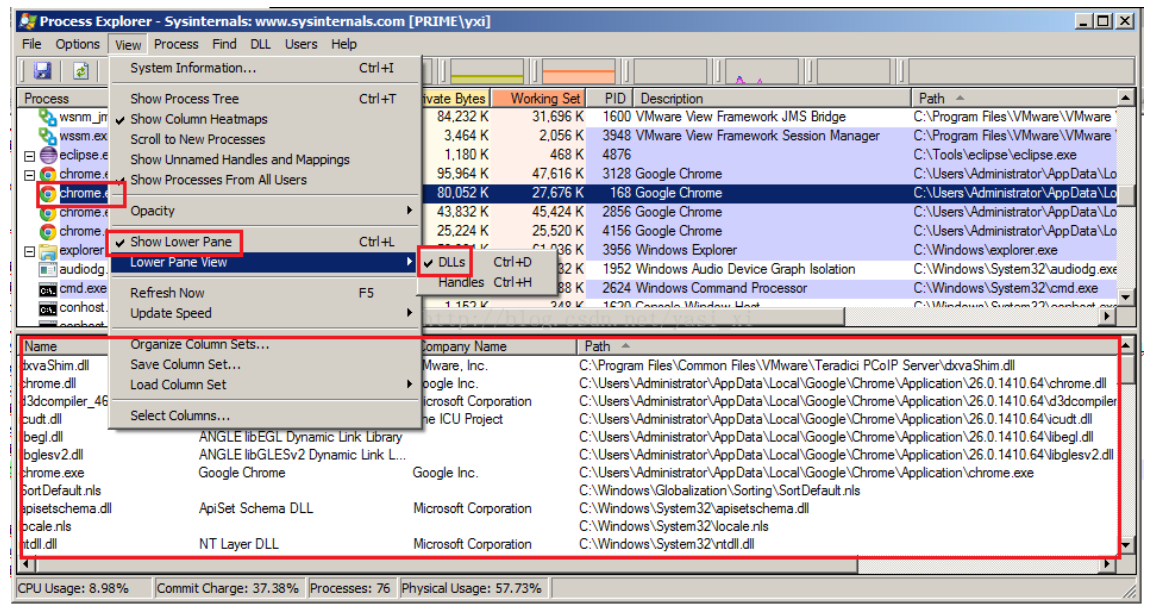 Process Explorer - Sysinternals: www.sysinternals.com [PRIME\yxi]
File Options View Process Find DLL Users Help
System Information... Ctrl+I
Show Process Tree Ctrl+T
Show Column Heatmaps
Scroll to New Processes
Show Unnamed Handles and Mappings
Show Processes From All Users
Opacity
Show Lower Pane Ctrl+L
Lower Pane View
Refresh Now F5
Update Speed
Organize Column Sets...
Save Column Set...
Load Column Set
Select Columns...
DLLs Ctrl+D
Handles Ctrl+H
Process ivate Bytes Working Set PID Description Path
wsnm_jm 84,232 K 31,696 K 1600 VMware View Framework JMS Bridge C:\Program Files\VMware\VMware
wssm.ex 3,464 K 2,056 K 3948 VMware View Framework Session Manager C:\Program Files\VMware\VMware
eclipse.e 1,180 K 468 K 4876 C:\Tools\eclipse\eclipse.exe
chrome.e 95,964 K 47,616 K 3128 Google Chrome C:\Users\Administrator\AppData\Lo
chrome.e 80,052 K 27,676 K 168 Google Chrome C:\Users\Administrator\AppData\Lo
chrome.e 43,832 K 45,424 K 2856 Google Chrome C:\Users\Administrator\AppData\Lo
chrome.e 25,224 K 25,520 K 4156 Google Chrome C:\Users\Administrator\AppData\Lo
explorer 61,036 K 3956 Windows Explorer C:\Windows\explorer.exe
audiodg. 32 K 1952 Windows Audio Device Graph Isolation C:\Windows\System32\audiodg.exe
cmd.exe 38 K 2624 Windows Command Processor C:\Windows\System32\cmd.exe
conhost. 1,152 K 348 K 1620 Console Window Host C:\Windows\System32\conhost.exe
conhost
http://blog.csdn.net/yasi_xi
Name Company Name Path
dxvaShim.dll VMware, Inc. C:\Program Files\Common Files\VMware\Teradici PCoIP Server\dxvaShim.dll
chrome.dll Google Inc. C:\Users\Administrator\AppData\Local\Google\Chrome\Application\26.0.1410.64\chrome.dll
d3dcompiler_46 Microsoft Corporation C:\Users\Administrator\AppData\Local\Google\Chrome\Application\26.0.1410.64\d3dcompiler
icudt.dll The ICU Project C:\Users\Administrator\AppData\Local\Google\Chrome\Application\26.0.1410.64\icudt.dll
libegl.dll ANGLE libEGL Dynamic Link Library C:\Users\Administrator\AppData\Local\Google\Chrome\Application\26.0.1410.64\libegl.dll
libglesv2.dll ANGLE libGLESv2 Dynamic Link L... C:\Users\Administrator\AppData\Local\Google\Chrome\Application\26.0.1410.64\libglesv2.dll
chrome.exe Google Chrome Google Inc. C:\Users\Administrator\AppData\Local\Google\Chrome\Application\chrome.exe
SortDefault.nls C:\Windows\Globalization\Sorting\SortDefault.nls
apisetschema.dll ApiSet Schema DLL Microsoft Corporation C:\Windows\System32\apisetschema.dll
locale.nls C:\Windows\System32\locale.nls
ntdll.dll NT Layer DLL Microsoft Corporation C:\Windows\System32\ntdll.dll
CPU Usage: 8.98% Commit Charge: 37.38% Processes: 76 Physical Usage: 57.73%